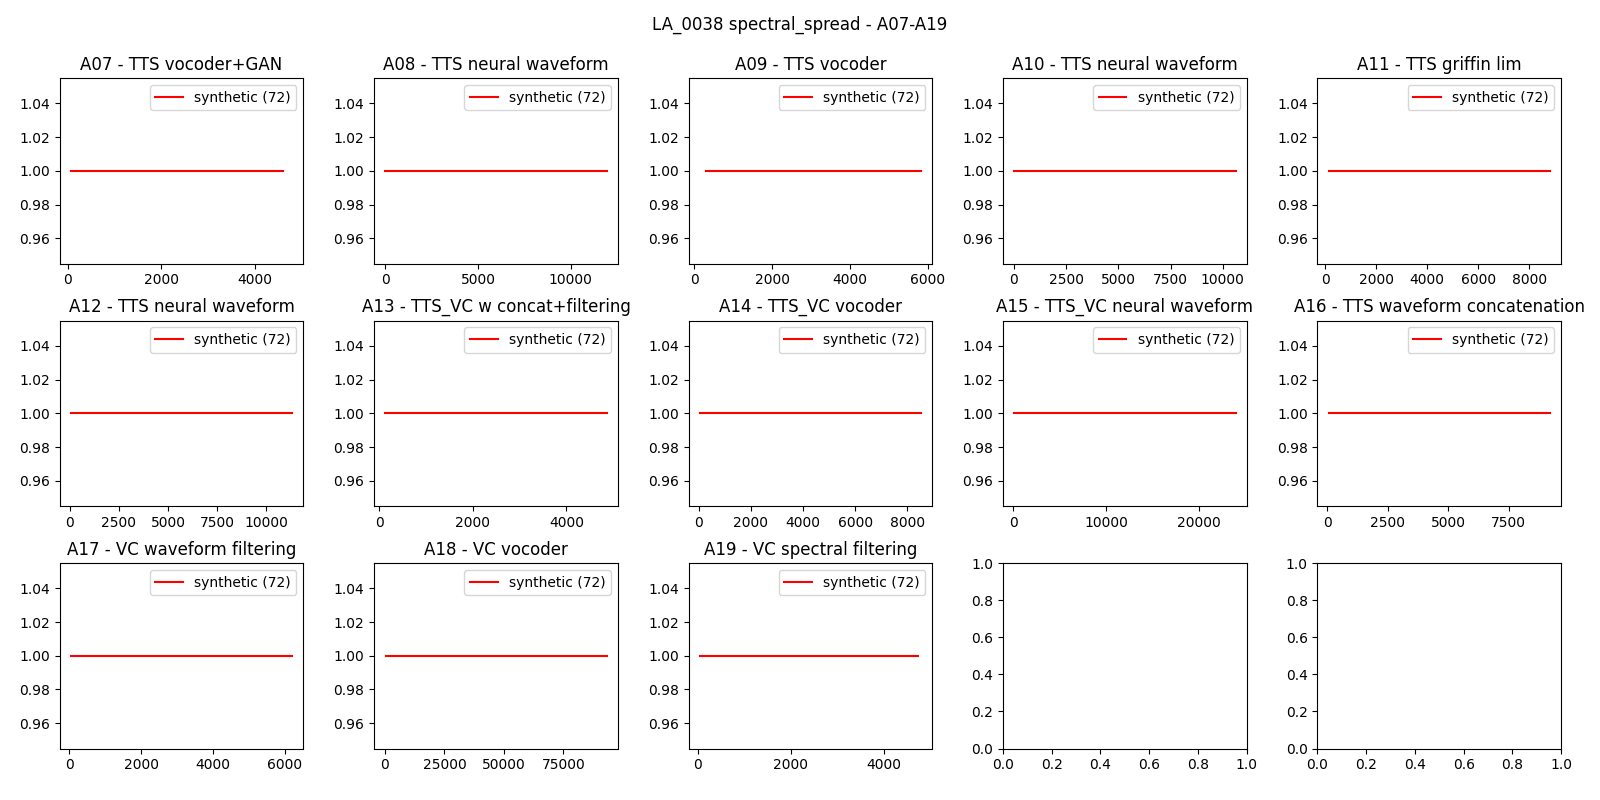 LA_0038 spectral_spread - A07-A19
A07 - TTS vocoder+GAN
synthetic (72)
1.04
1.02
1.00
0.98
0.96
0 2000 4000
A08 - TTS neural waveform
synthetic (72)
1.04
1.02
1.00
0.98
0.96
0 5000 10000
A09 - TTS vocoder
synthetic (72)
1.04
1.02
1.00
0.98
0.96
0 2000 4000 6000
A10 - TTS neural waveform
synthetic (72)
1.04
1.02
1.00
0.98
0.96
0 2500 5000 7500 10000
A11 - TTS griffin lim
synthetic (72)
1.04
1.02
1.00
0.98
0.96
0 2000 4000 6000 8000
A12 - TTS neural waveform
synthetic (72)
1.04
1.02
1.00
0.98
0.96
0 2500 5000 7500 10000
A13 - TTS_VC w concat+filtering
synthetic (72)
1.04
1.02
1.00
0.98
0.96
0 2000 4000
A14 - TTS_VC vocoder
synthetic (72)
1.04
1.02
1.00
0.98
0.96
0 2000 4000 6000 8000
A15 - TTS_VC neural waveform
synthetic (72)
1.04
1.02
1.00
0.98
0.96
0 10000 20000
A16 - TTS waveform concatenation
synthetic (72)
1.04
1.02
1.00
0.98
0.96
0 2500 5000 7500
A17 - VC waveform filtering
synthetic (72)
1.04
1.02
1.00
0.98
0.96
0 2000 4000 6000
A18 - VC vocoder
synthetic (72)
1.04
1.02
1.00
0.98
0.96
0 25000 50000 75000
A19 - VC spectral filtering
synthetic (72)
1.04
1.02
1.00
0.98
0.96
0 2000 4000
1.0
0.8
0.6
0.4
0.2
0.0
0.0 0.2 0.4 0.6 0.8 1.0
1.0
0.8
0.6
0.4
0.2
0.0
0.0 0.2 0.4 0.6 0.8 1.0